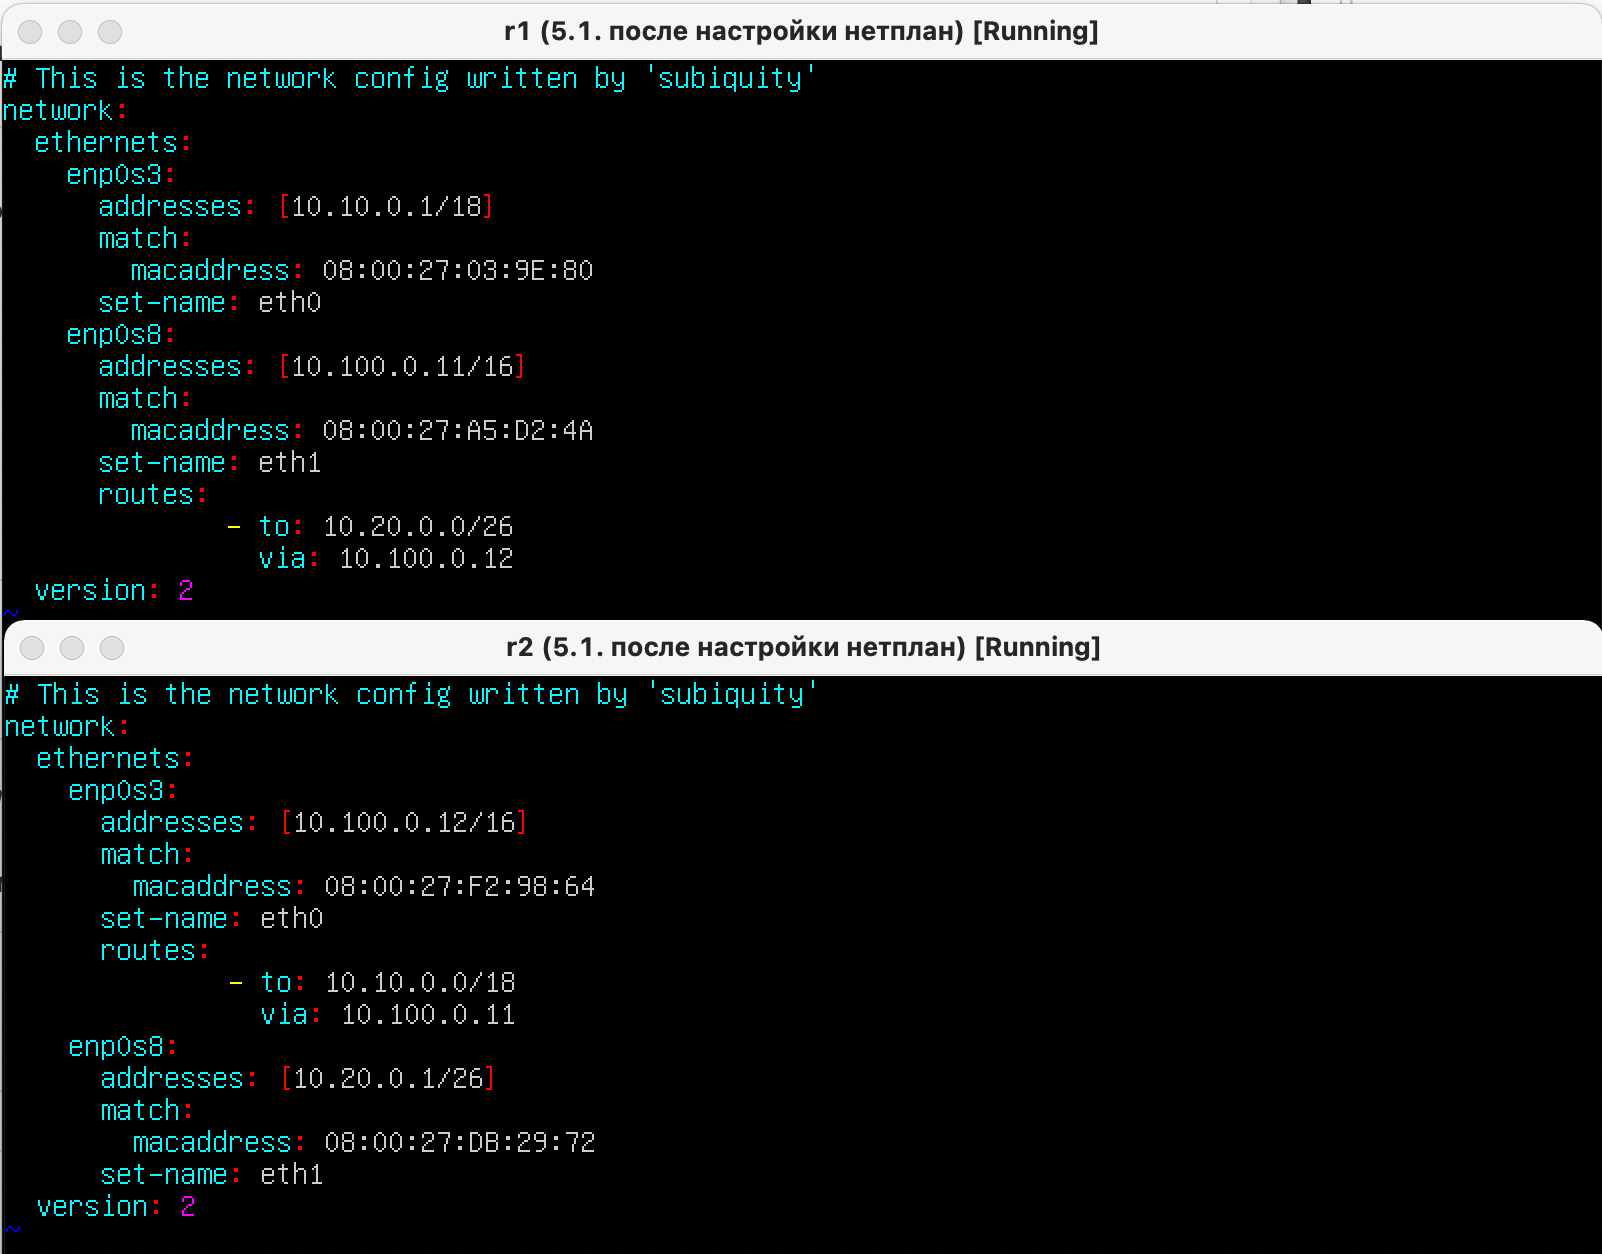 r1 (5.1. после настройки нетплан) [Running]
# This is the network config written by 'subiquity'
network:
  ethernets:
    enp0s3:
      addresses: [10.10.0.1/18]
      match:
        macaddress: 08:00:27:03:9E:80
      set-name: eth0
    enp0s8:
      addresses: [10.100.0.11/16]
      match:
        macaddress: 08:00:27:A5:D2:4A
      set-name: eth1
      routes:
              - to: 10.20.0.0/26
                via: 10.100.0.12
  version: 2
~
r2 (5.1. после настройки нетплан) [Running]
# This is the network config written by 'subiquity'
network:
  ethernets:
    enp0s3:
      addresses: [10.100.0.12/16]
      match:
        macaddress: 08:00:27:F2:98:64
      set-name: eth0
      routes:
              - to: 10.10.0.0/18
                via: 10.100.0.11
    enp0s8:
      addresses: [10.20.0.1/26]
      match:
        macaddress: 08:00:27:DB:29:72
      set-name: eth1
  version: 2
~